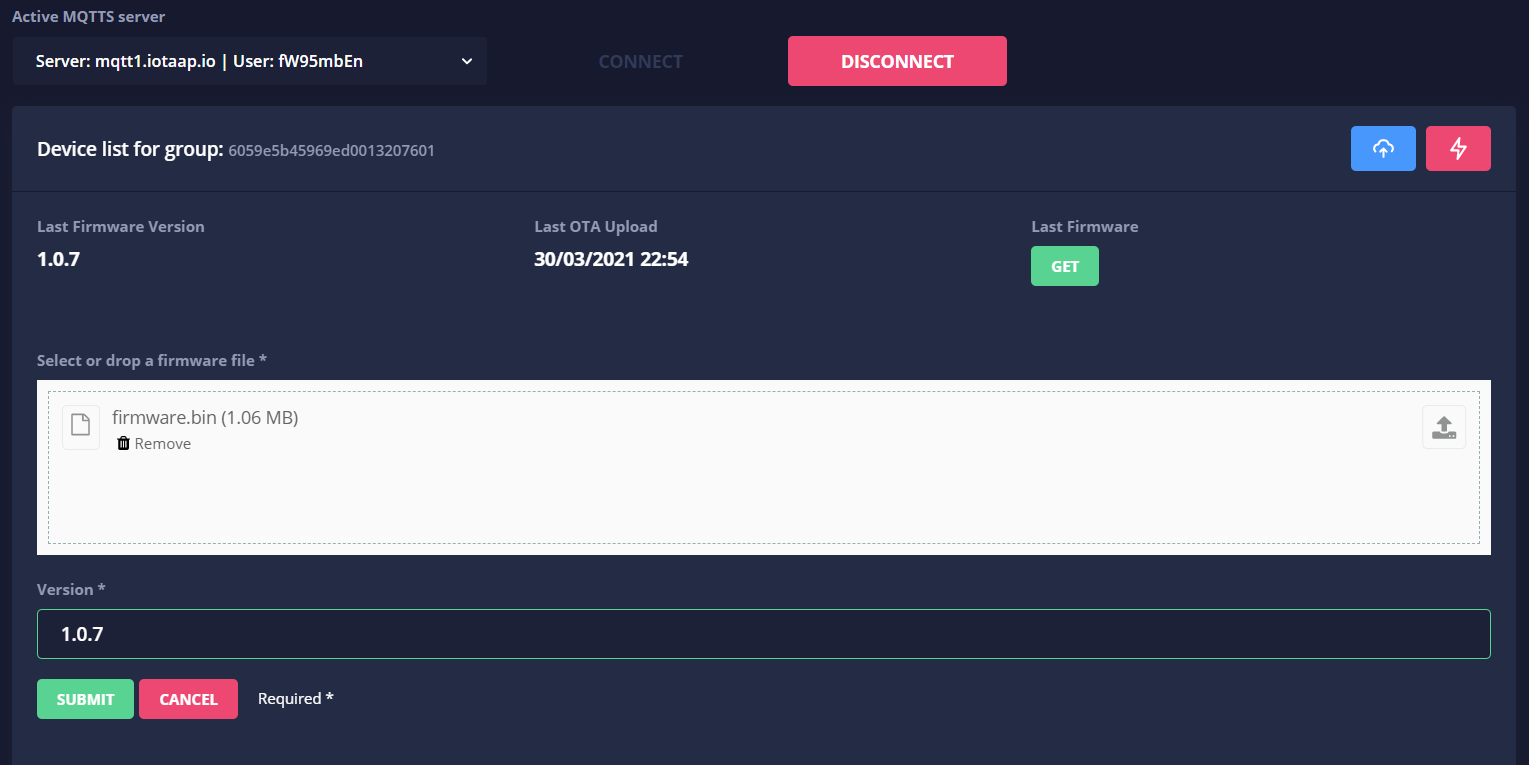 Active MQTTS server
Server: mqtt1.iotaap.io | User: fW95mbEn
CONNECT
DISCONNECT
Device list for group: 6059e5b45969ed0013207601
Last Firmware Version
Last OTA Upload
Last Firmware
1.0.7
30/03/2021 22:54
GET
Select or drop a firmware file *
firmware.bin (1.06 MB)
Remove
Version *
1.0.7
SUBMIT
CANCEL
Required *